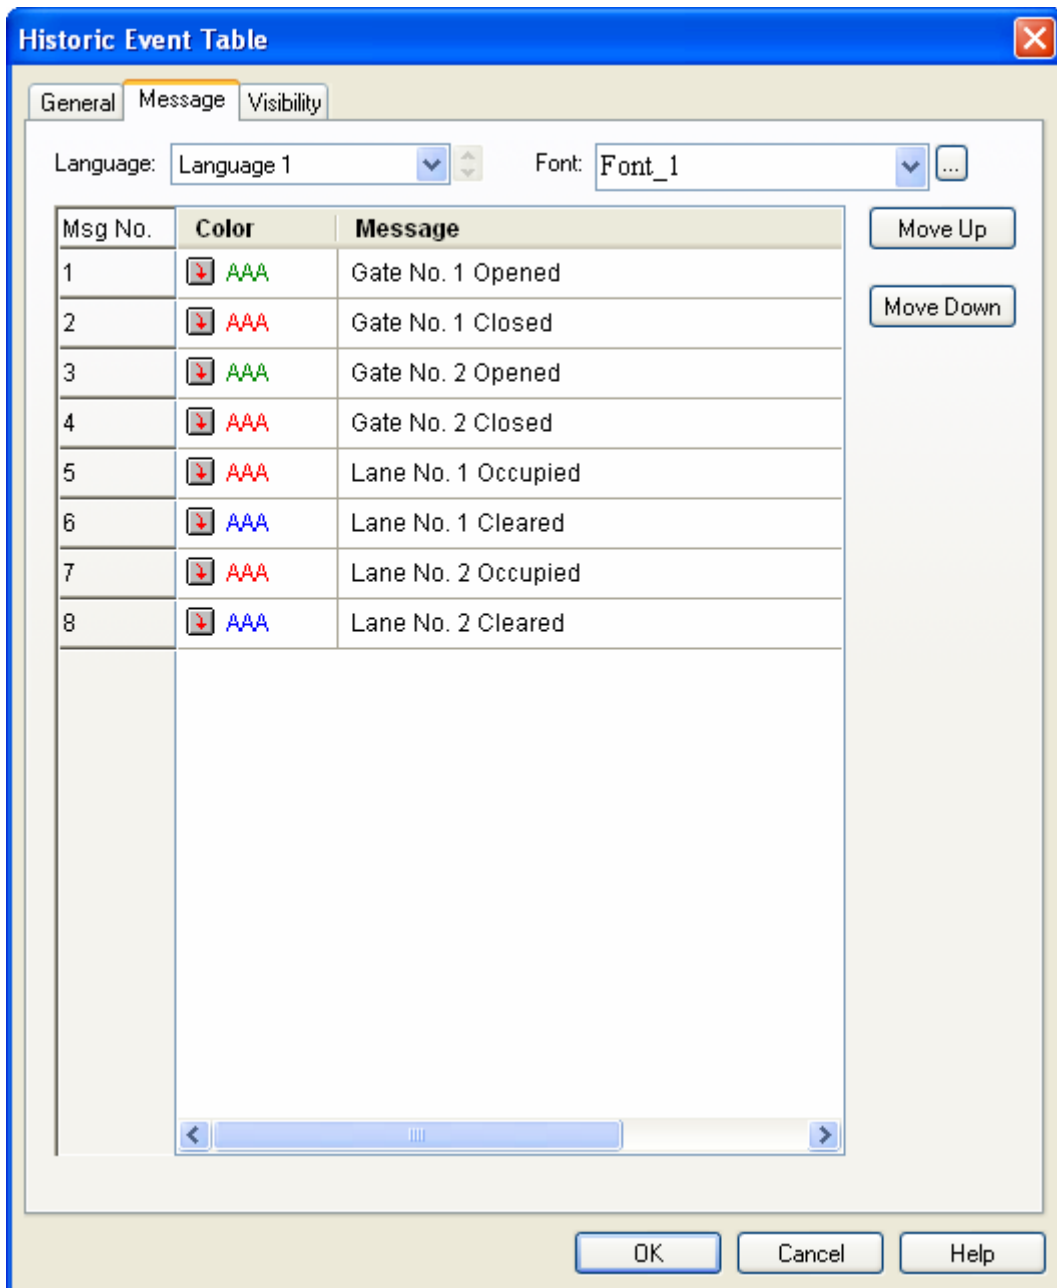 Historic Event Table
General Message Visibility
Language: Language 1 Font: Font_1 ...
Msg No. Color Message Move Up
1 AAA Gate No. 1 Opened
2 AAA Gate No. 1 Closed Move Down
3 AAA Gate No. 2 Opened
4 AAA Gate No. 2 Closed
5 AAA Lane No. 1 Occupied
6 AAA Lane No. 1 Cleared
7 AAA Lane No. 2 Occupied
8 AAA Lane No. 2 Cleared
OK Cancel Help